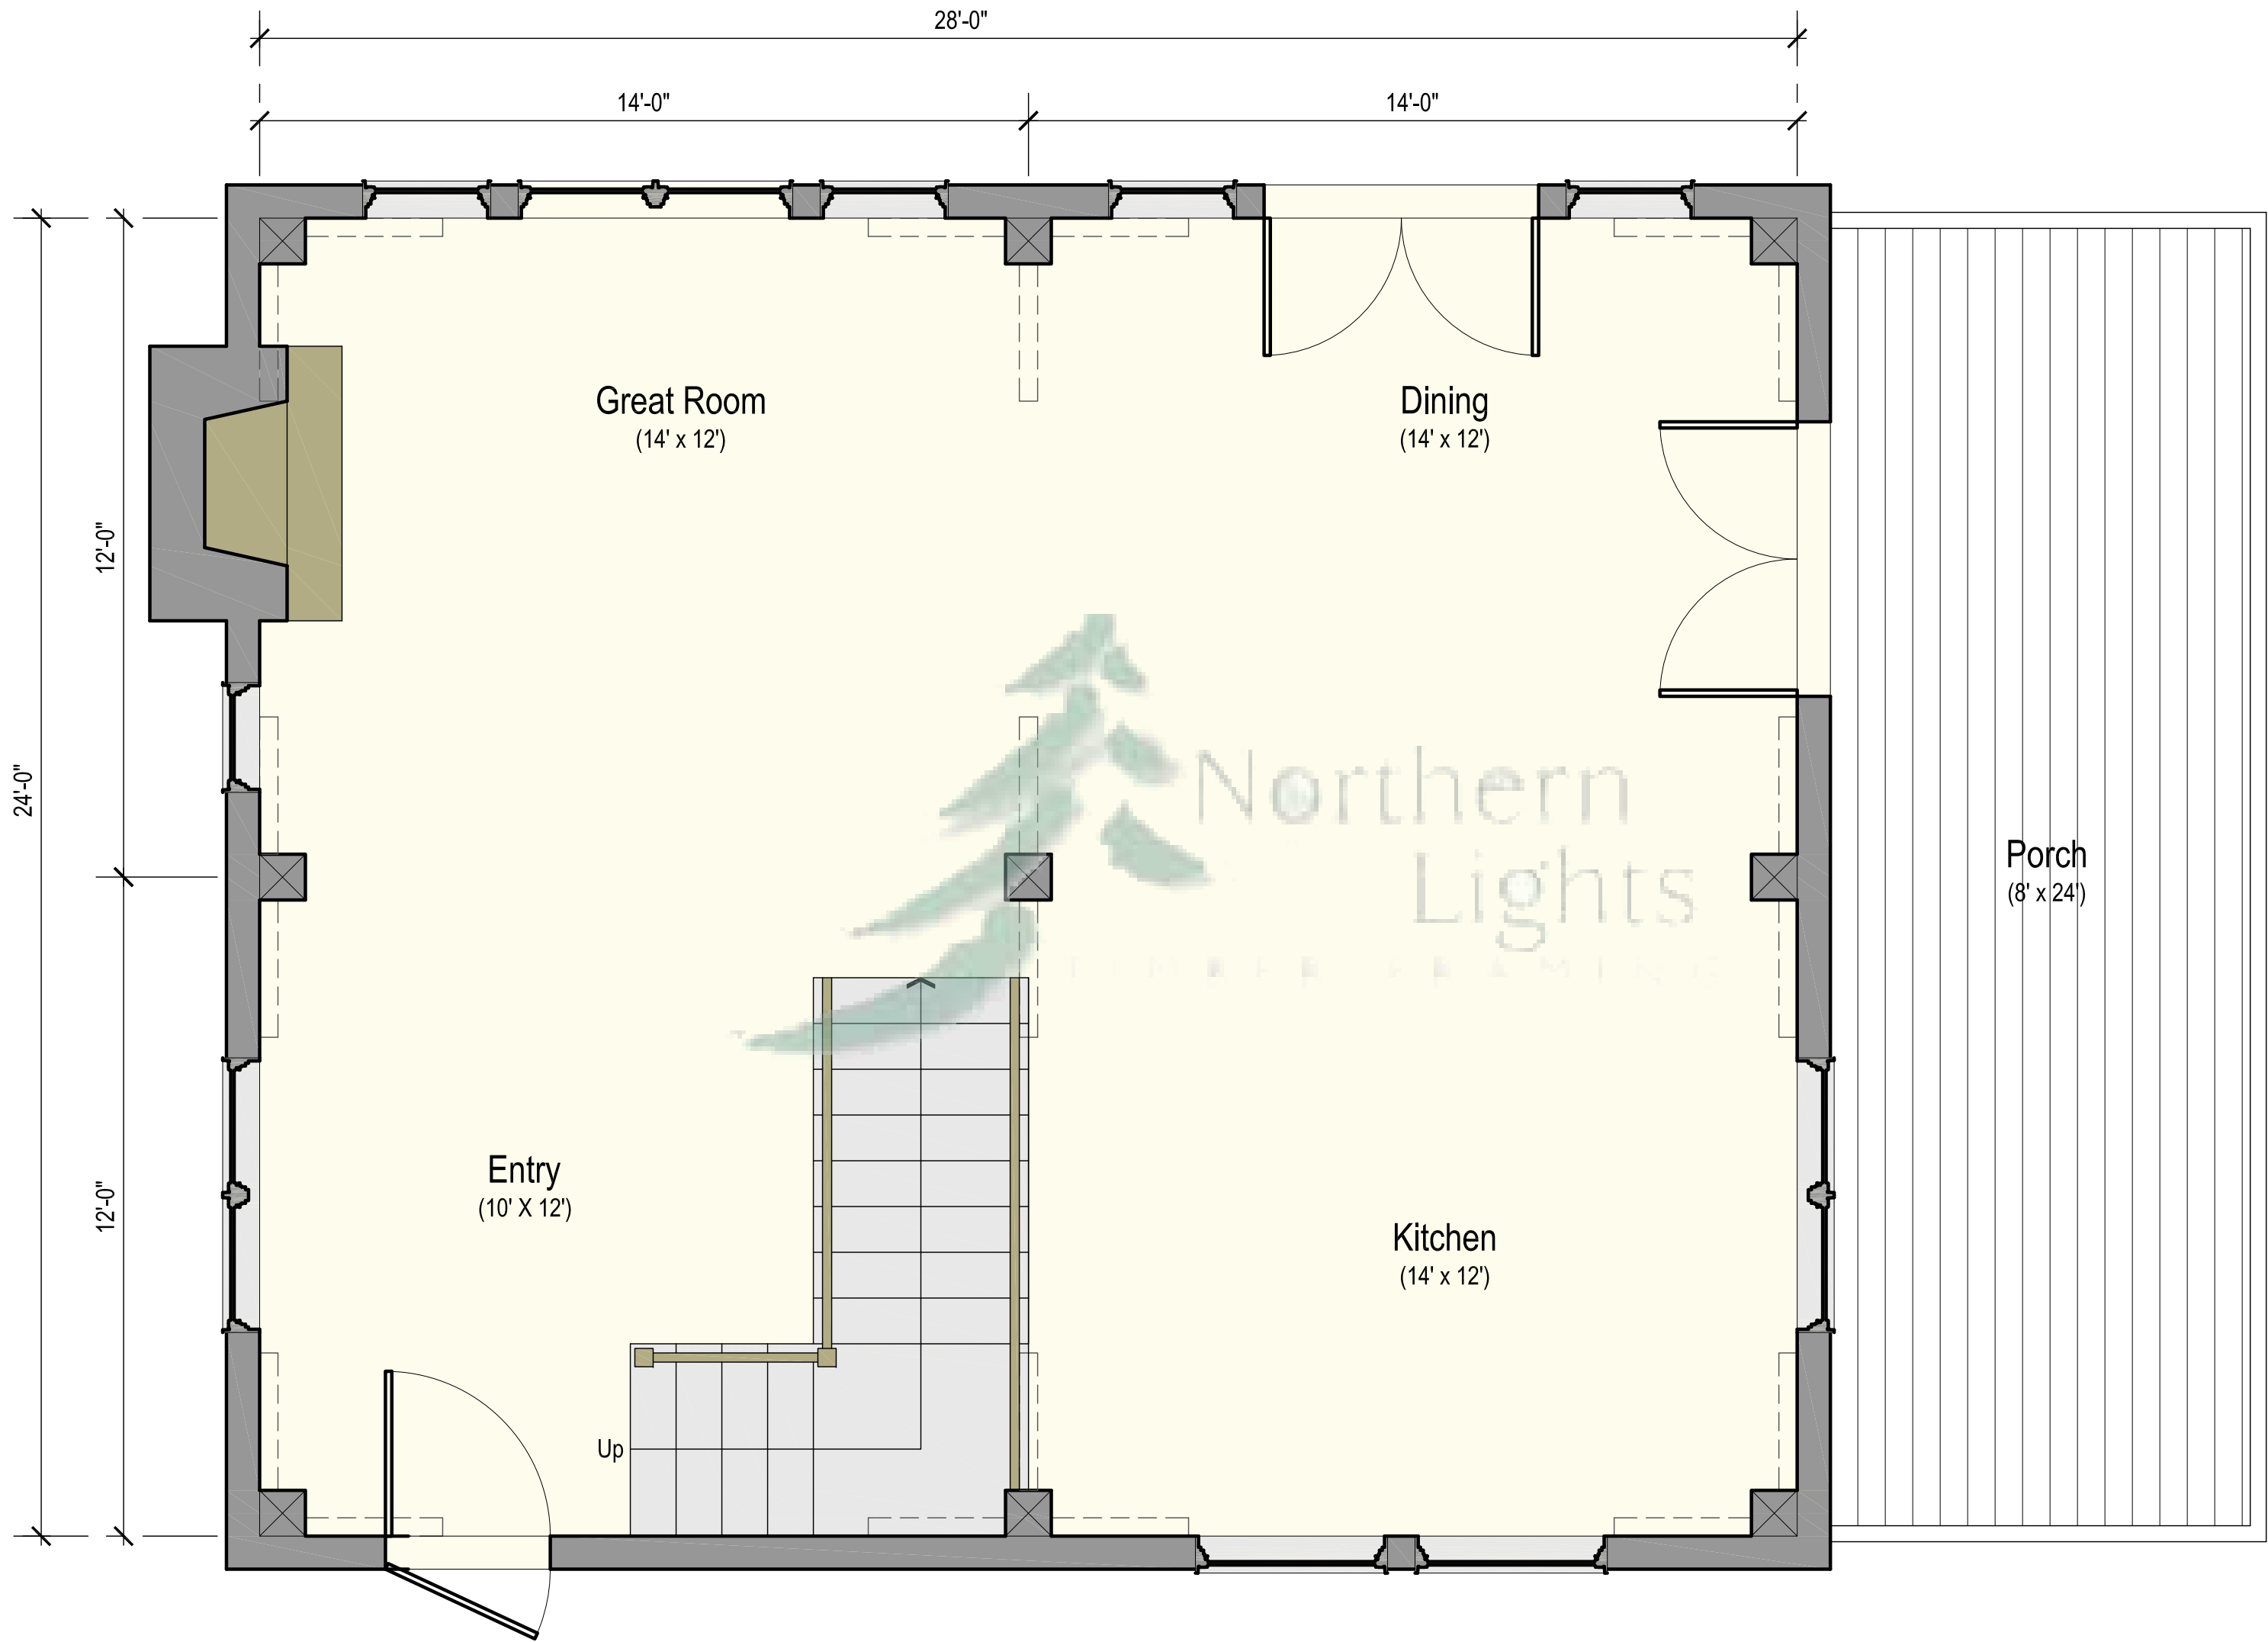 28'-0"
14'-0"
14'-0"
Great Room
(14' x 12')
Dining
(14' x 12')
12'-0"
24'-0"
Northern
Lights
Porch
(8' x 24')
Entry
(10' X 12')
12'-0"
Kitchen
(14' x 12')
Up